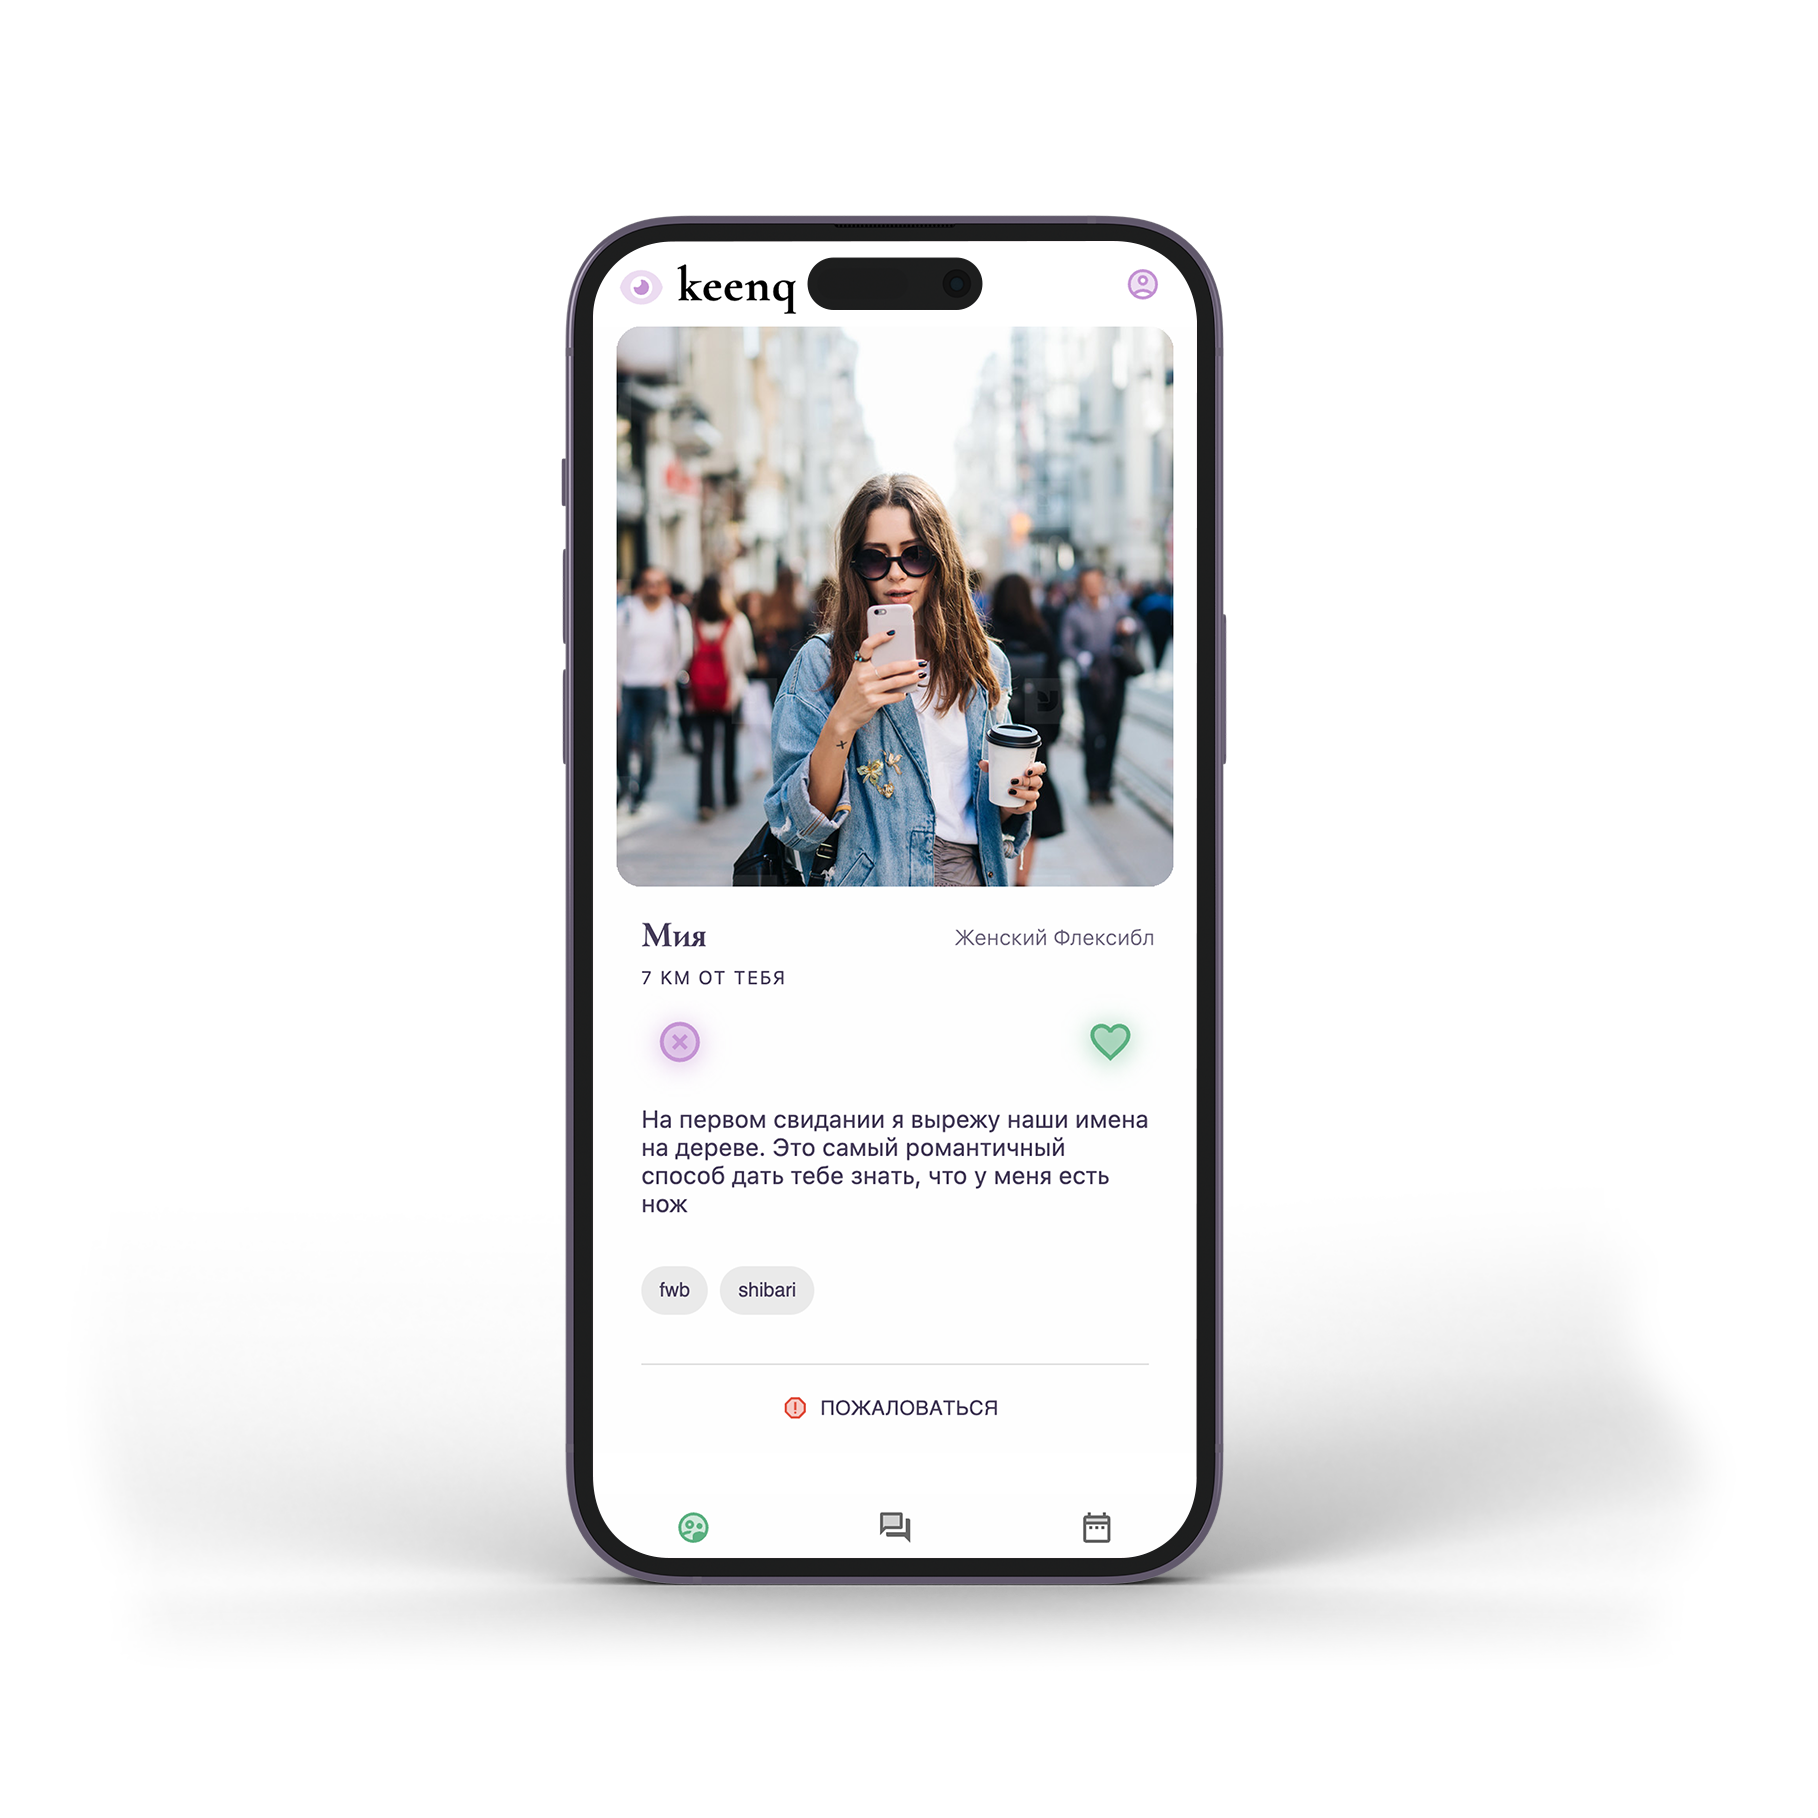 keenq
Мия
Женский Флексибл
7 КМ ОТ ТЕБЯ
На первом свидании я вырежу наши имена
на дереве. Это самый романтичный
способ дать тебе знать, что у меня есть
нож
fwb
shibari
ПОЖАЛОВАТЬСЯ